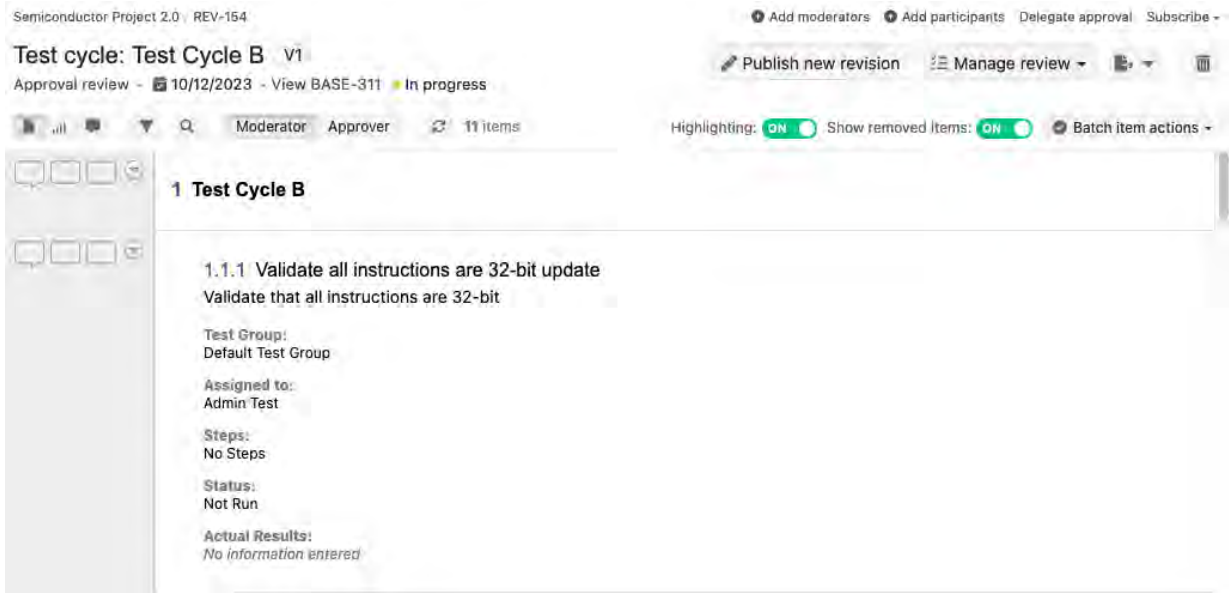 Semiconductor Project 2.0 REV-154
Add moderators Add participants Delegate approval Subscribe
Test cycle: Test Cycle B V1
Publish new revision Manage review
Approval review - 10/12/2023 - View BASE-311 In progress
Moderator Approver 11 items Highlighting: ON Show removed items: ON Batch item actions
1 Test Cycle B
1.1.1 Validate all instructions are 32-bit update
Validate that all instructions are 32-bit
Test Group:
Default Test Group
Assigned to:
Admin Test
Steps:
No Steps
Status:
Not Run
Actual Results:
No information entered